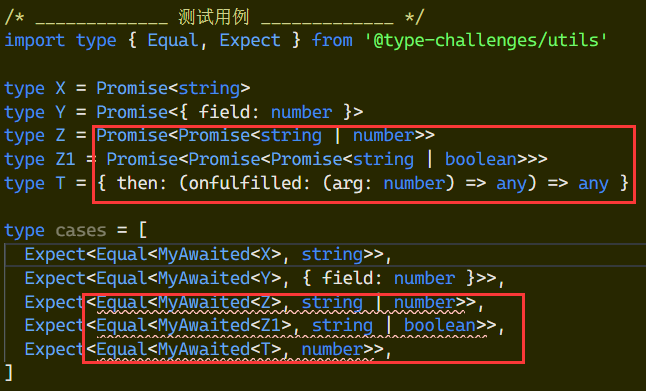 /* _____________ 测试用例 _____________ */
import type { Equal, Expect } from '@type-challenges/utils'
type X = Promise<string>
type Y = Promise<{ field: number }>
type Z = Promise<Promise<string | number>>
type Z1 = Promise<Promise<Promise<string | boolean>>>
type T = { then: (onfulfilled: (arg: number) => any) => any }
type cases = [
Expect<Equal<MyAwaited<X>, string>>,
Expect<Equal<MyAwaited<Y>, { field: number }>>,
Expect<Equal<MyAwaited<Z>, string | number>>,
Expect<Equal<MyAwaited<Z1>, string | boolean>>,
Expect<Equal<MyAwaited<T>, number>>,
]